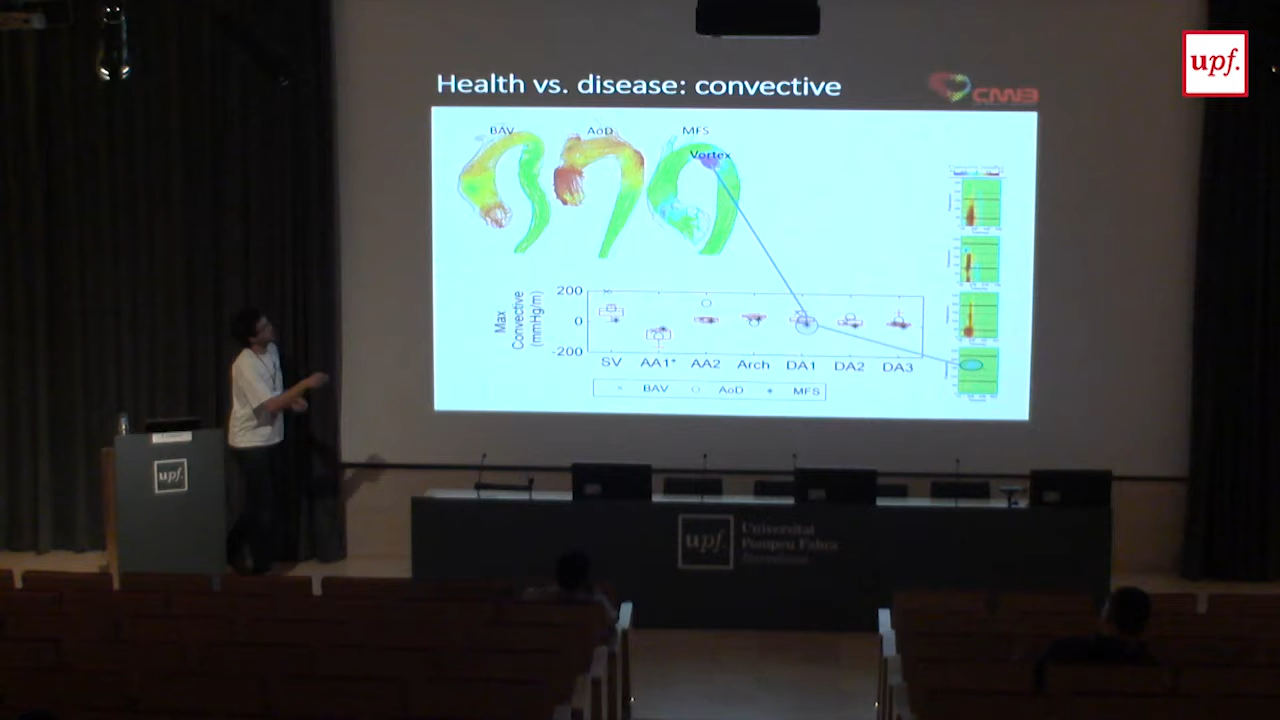 upf.
Health vs. disease: convective
BAV
AoD
MFS
Vortex
Max
Convective
(mmHg/m)
200
0
-200
SV
AA1*
AA2
Arch
DA1
DA2
DA3
× BAV
○ AoD
* MFS
upf.
upf.
Universitat
Pompeu Fabra
Barcelona